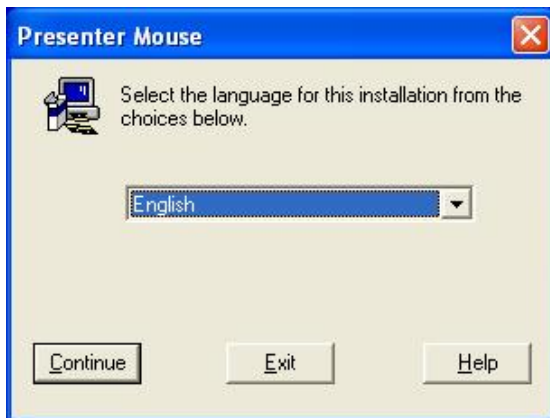 Presenter Mouse
Select the language for this installation from the
choices below.
English
Continue
Exit
Help